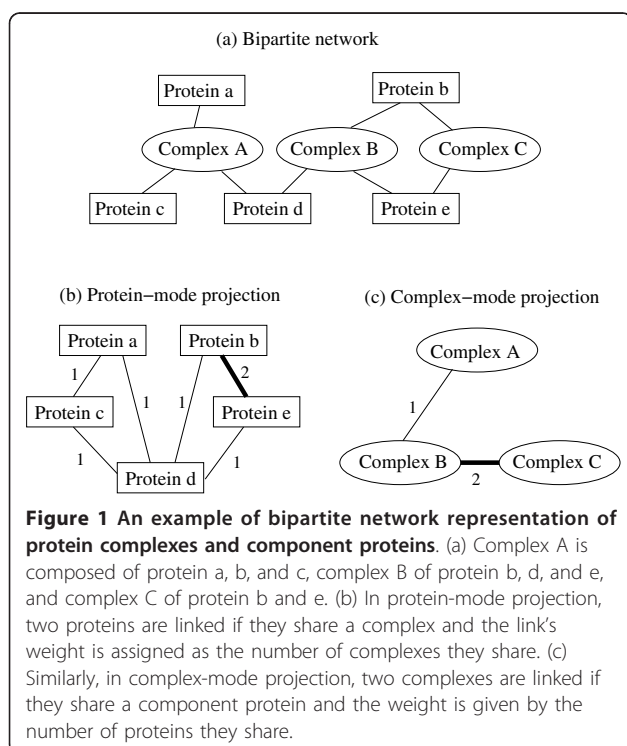 (a) Bipartite network
Protein a
Protein b
Complex A
Complex B
Complex C
Protein c
Protein d
Protein e
(b) Protein−mode projection
Protein a
Protein b
1
2
Protein c
1
1
Protein e
1
1
Protein d
(c) Complex−mode projection
Complex A
1
Complex B
Complex C
2
Figure 1 An example of bipartite network representation of
protein complexes and component proteins. (a) Complex A is
composed of protein a, b, and c, complex B of protein b, d, and e,
and complex C of protein b and e. (b) In protein-mode projection,
two proteins are linked if they share a complex and the link's
weight is assigned as the number of complexes they share. (c)
Similarly, in complex-mode projection, two complexes are linked if
they share a component protein and the weight is given by the
number of proteins they share.